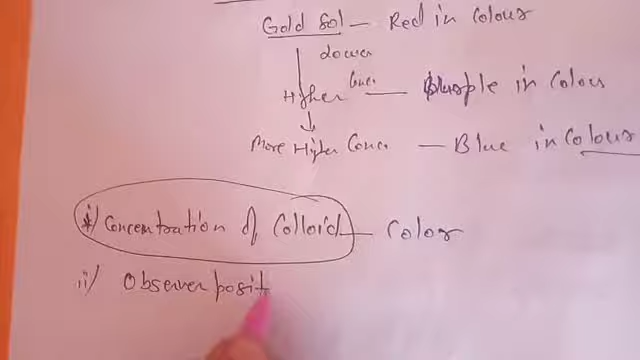 Gold Sol — Red in Colour
lower
Higher Conc. — Purple in Colour
More Higher Conc. — Blue in Colour
i) Concentration of Colloid — Color
ii) Observer posit